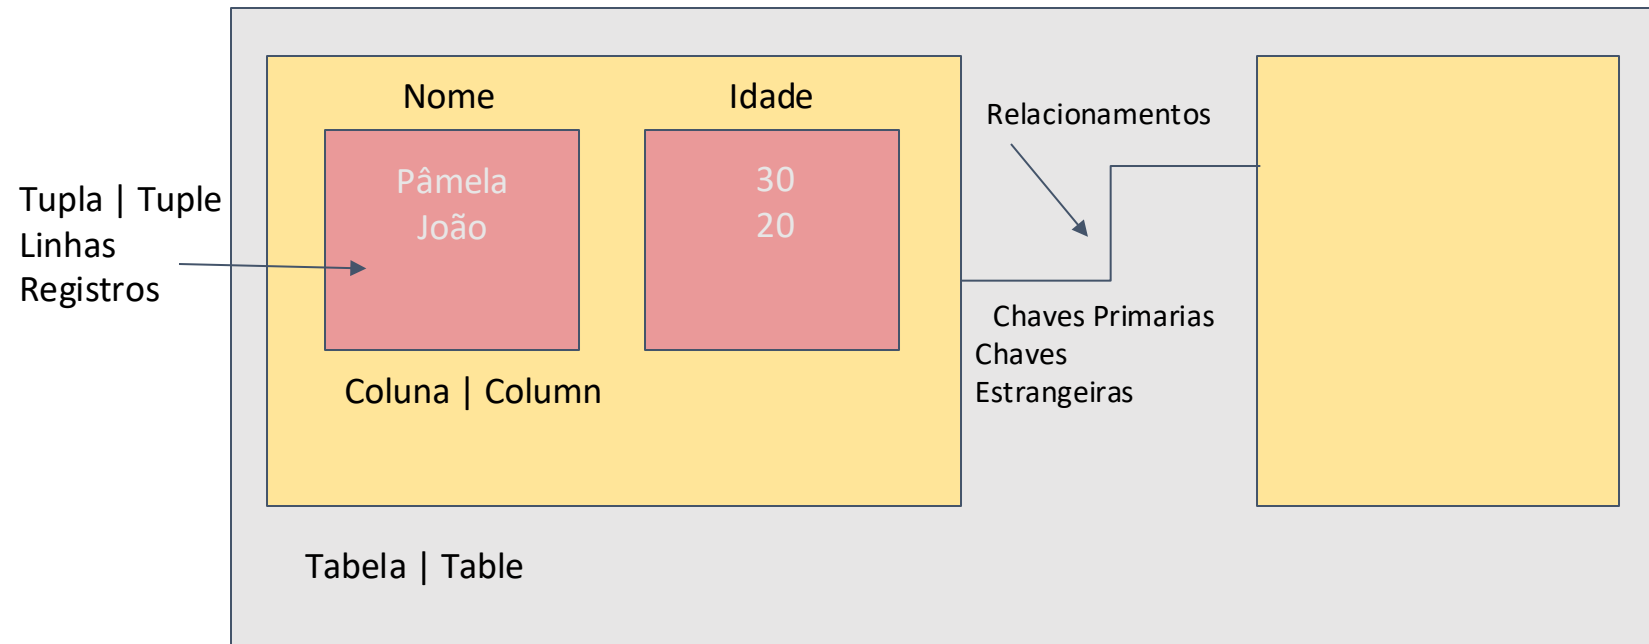 Nome
Idade
Relacionamentos
Pâmela
João
30
20
Tupla | Tuple
Linhas
Registros
Chaves Primarias
Chaves
Estrangeiras
Coluna | Column
Tabela | Table